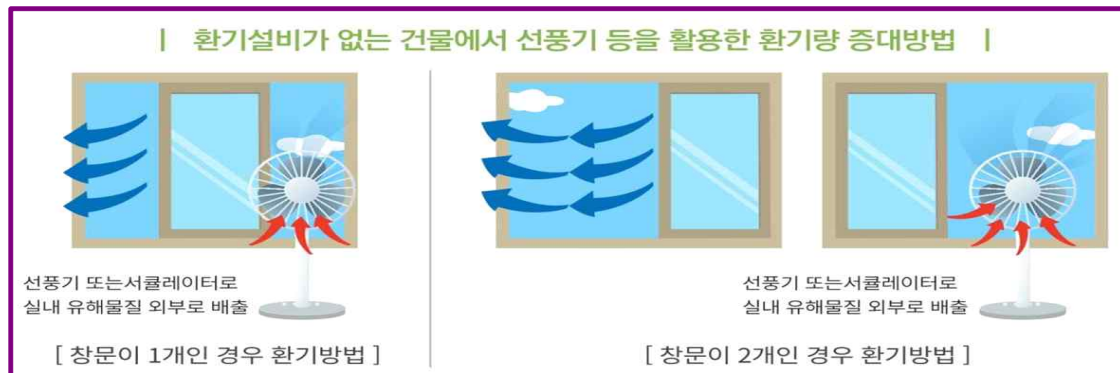 | 환기설비가 없는 건물에서 선풍기 등을 활용한 환기량 증대방법 |
선풍기 또는서큘레이터로
실내 유해물질 외부로 배출
[ 창문이 1개인 경우 환기방법 ]
선풍기 또는서큘레이터로
실내 유해물질 외부로 배출
[ 창문이 2개인 경우 환기방법 ]